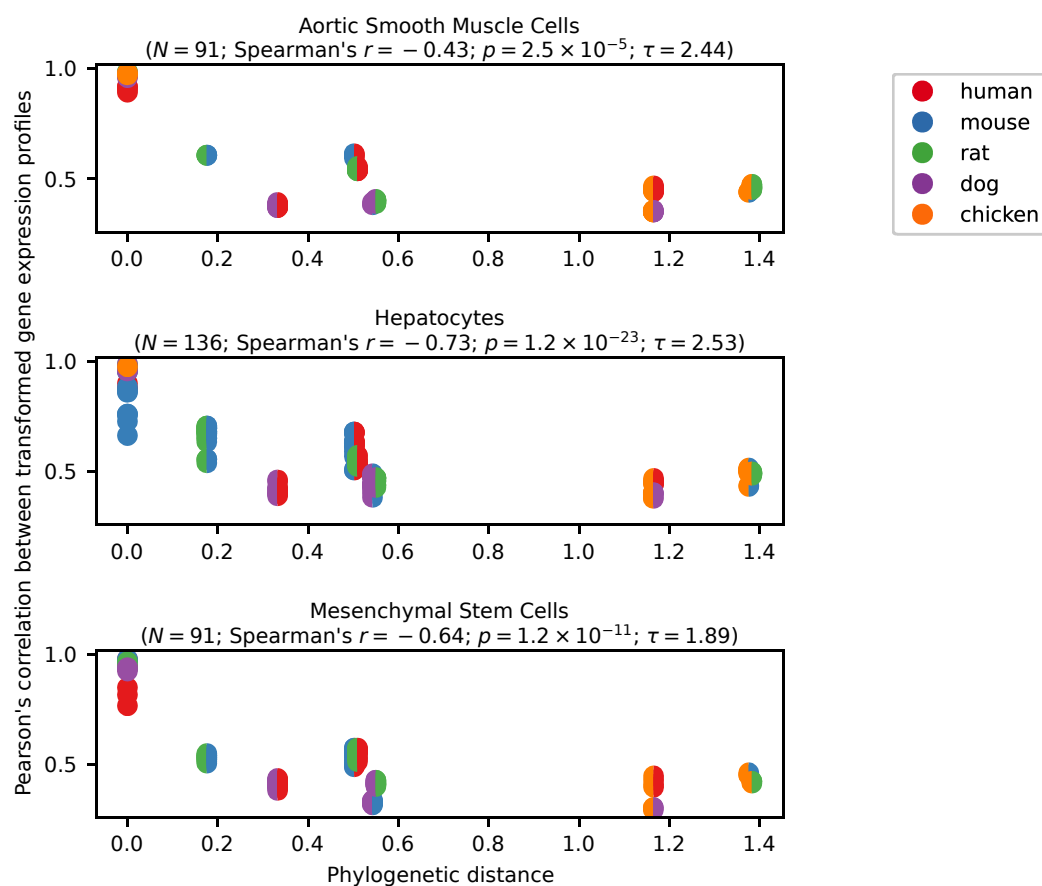 Aortic Smooth Muscle Cells
(N = 91; Spearman's r = −0.43; p = 2.5 × 10⁻⁵; τ = 2.44)
1.0
0.5
0.0 0.2 0.4 0.6 0.8 1.0 1.2 1.4
human
mouse
rat
dog
chicken
Pearson's correlation between transformed gene expression profiles
Hepatocytes
(N = 136; Spearman's r = −0.73; p = 1.2 × 10⁻²³; τ = 2.53)
1.0
0.5
0.0 0.2 0.4 0.6 0.8 1.0 1.2 1.4
Mesenchymal Stem Cells
(N = 91; Spearman's r = −0.64; p = 1.2 × 10⁻¹¹; τ = 1.89)
1.0
0.5
0.0 0.2 0.4 0.6 0.8 1.0 1.2 1.4
Phylogenetic distance